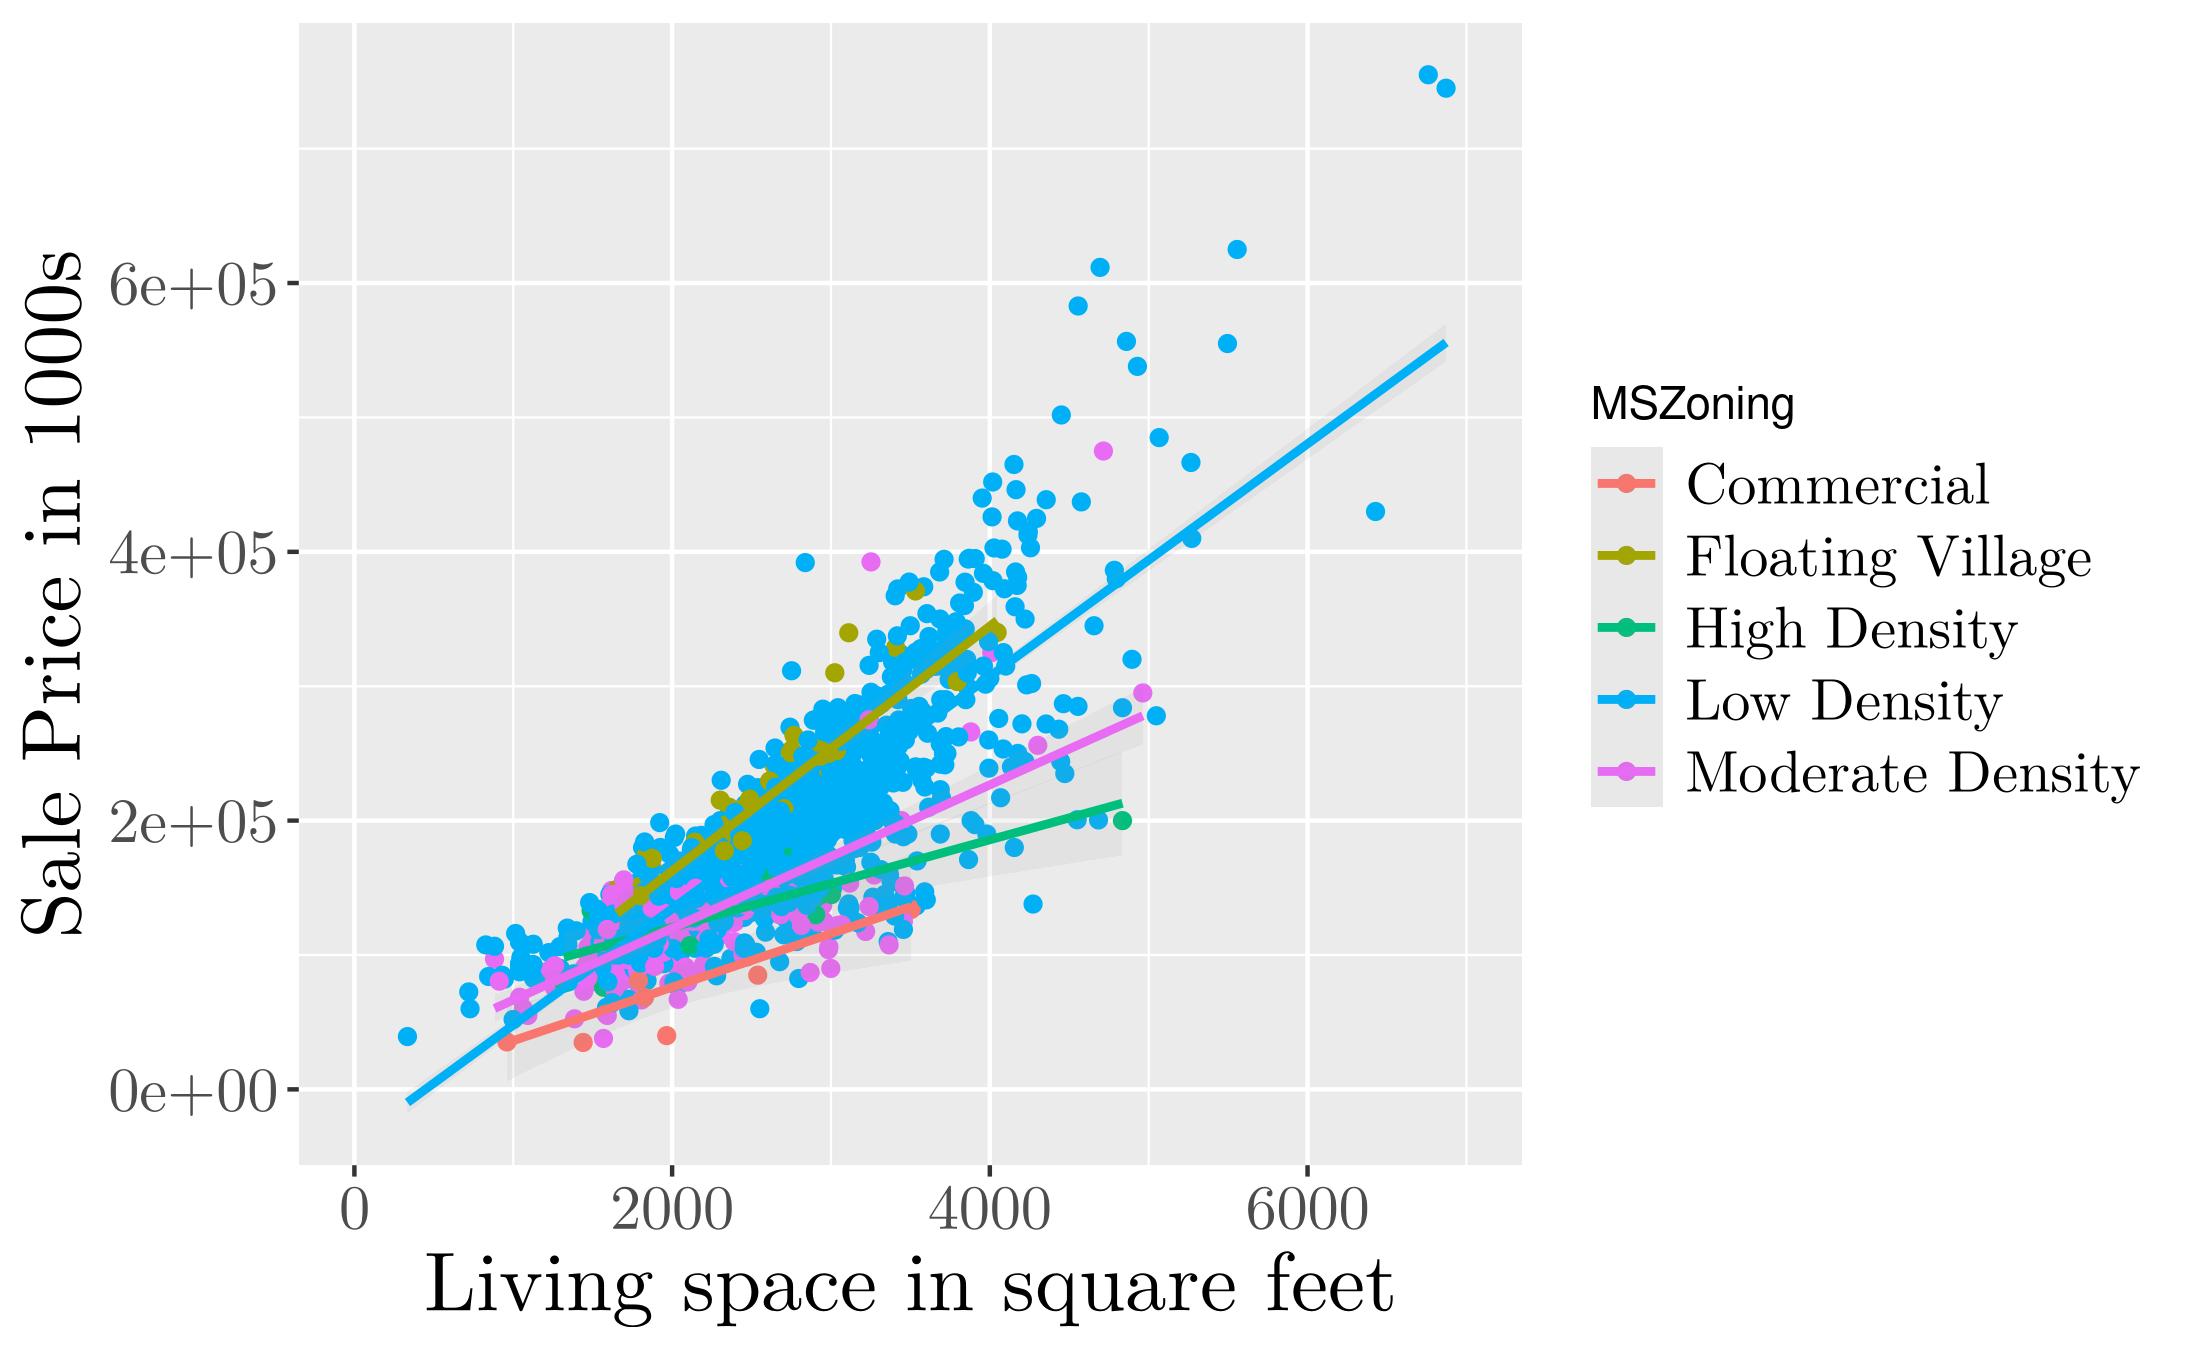 Sale Price in 1000s
6e+05
4e+05
2e+05
0e+00
0 2000 4000 6000
Living space in square feet
MSZoning
Commercial
Floating Village
High Density
Low Density
Moderate Density